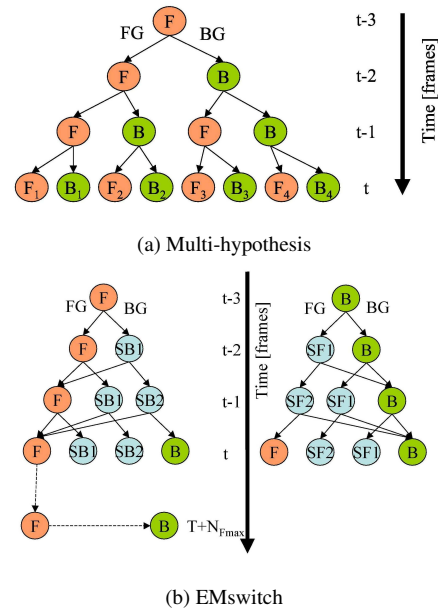 F
FG BG t-3
F B t-2
F B F B t-1
F1 B1 F2 B2 F3 B3 F4 B4 t
Time [frames]
(a) Multi-hypothesis
F t-3 B
FG BG FG BG
F SB1 t-2 SF1 B
F SB1 SB2 t-1 SF2 SF1 B
F SB1 SB2 B t F SF2 SF1 B
Time [frames]
F B T+NFmax
(b) EMswitch